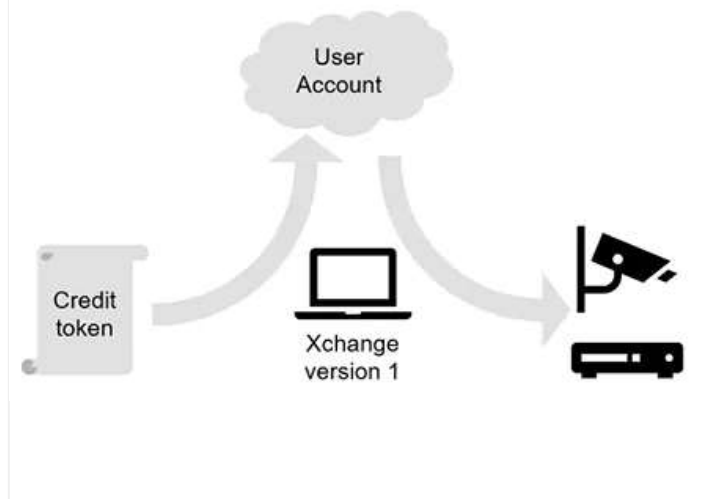 User
Account
Credit
token
Xchange
version 1